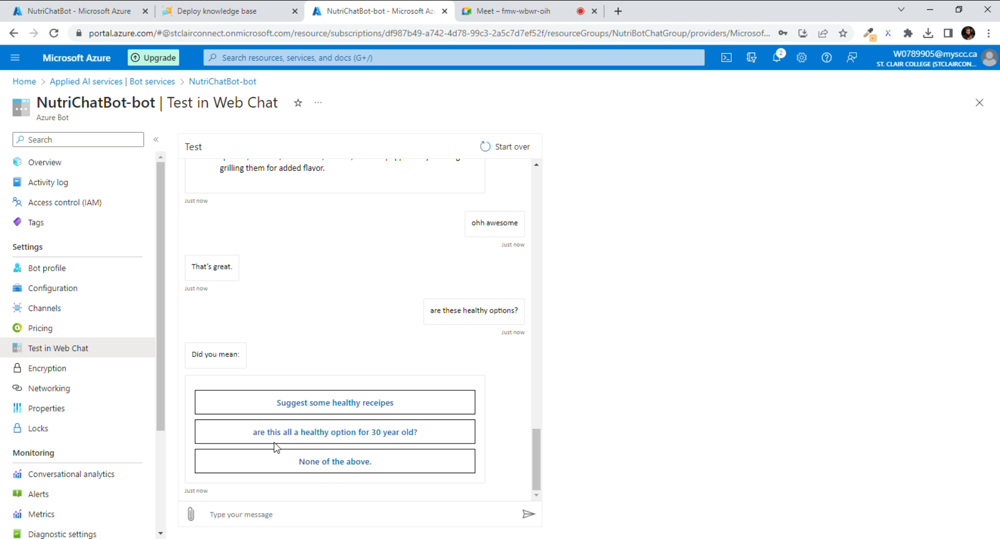 NutriChatBot - Microsoft Azure
Deploy knowledge base
NutriChatBot-bot - Microsoft Az
Meet – fmw-wbwr-oih
portal.azure.com/#@stclairconnect.onmicrosoft.com/resource/subscriptions/df987b49-a742-4d78-99c3-2a5c7d7ef52f/resourceGroups/NutriBotChatGroup/providers/Microsof...
Microsoft Azure
Upgrade
Search resources, services, and docs (G+/)
2
W0789905@myscc.ca
ST. CLAIR COLLEGE (STCLAIRCON...
Home > Applied AI services | Bot services > NutriChatBot-bot
NutriChatBot-bot | Test in Web Chat
Azure Bot
Search
Overview
Activity log
Access control (IAM)
Tags
Settings
Bot profile
Configuration
Channels
Pricing
Test in Web Chat
Encryption
Networking
Properties
Locks
Monitoring
Conversational analytics
Alerts
Metrics
Diagnostic settings
Test
Start over
grilling them for added flavor.
Just now
ohh awesome
Just now
That's great.
Just now
are these healthy options?
Just now
Did you mean:
Suggest some healthy receipes
are this all a healthy option for 30 year old?
None of the above.
Just now
Type your message